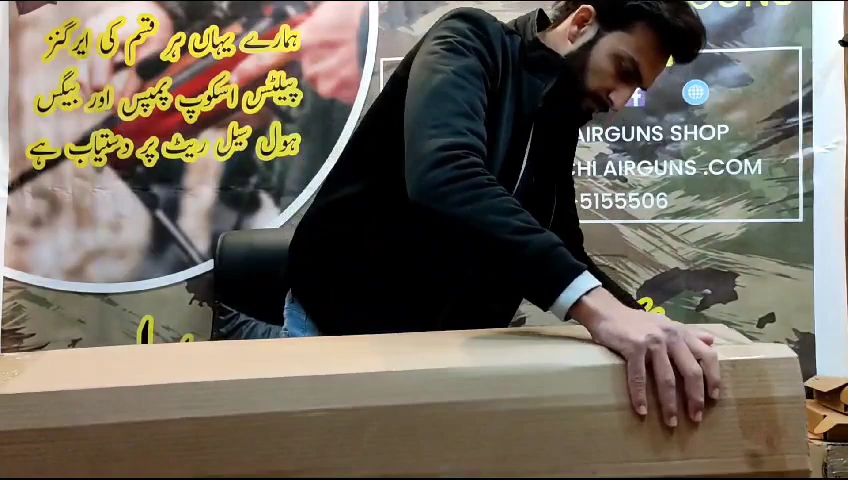 ہمارے یہاں ہر قسم کی ایرگنز
پیلٹس اسکوپ پمپس اور بیگس
ہول سیل ریٹ پر دستیاب ہے
AIRGUNS SHOP
AIRGUNS .COM
5155506